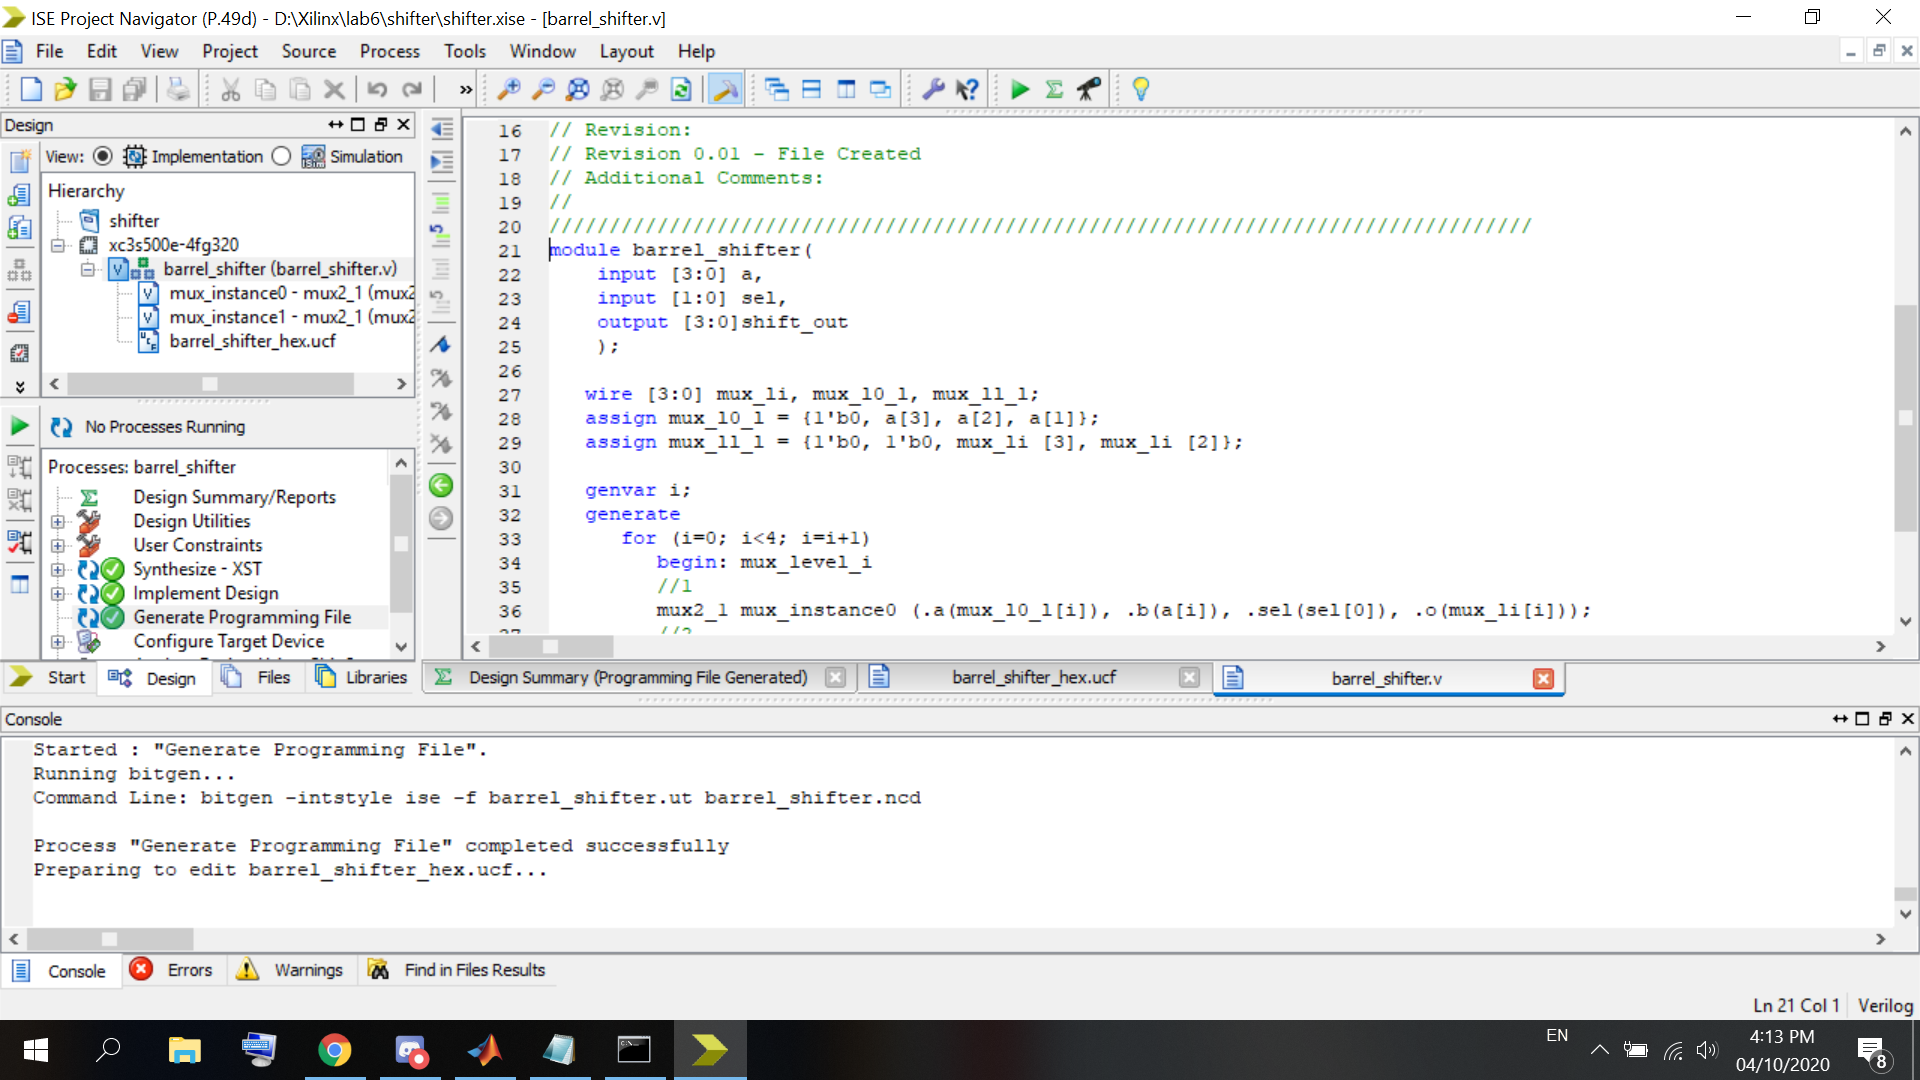 ISE Project Navigator (P.49d) - D:\Xilinx\lab6\shifter\shifter.xise - [barrel_shifter.v]
File Edit View Project Source Process Tools Window Layout Help
Design
View: Implementation Simulation
Hierarchy
shifter
xc3s500e-4fg320
barrel_shifter (barrel_shifter.v)
mux_instance0 - mux2_1 (mux2
mux_instance1 - mux2_1 (mux2
barrel_shifter_hex.ucf
No Processes Running
Processes: barrel_shifter
Design Summary/Reports
Design Utilities
User Constraints
Synthesize - XST
Implement Design
Generate Programming File
Configure Target Device
Start Design Files Libraries
16 // Revision:
17 // Revision 0.01 - File Created
18 // Additional Comments:
19 //
20 //////////////////////////////////////////////////////////////////////////////////
21 module barrel_shifter(
22 input [3:0] a,
23 input [1:0] sel,
24 output [3:0]shift_out
25 );
26
27 wire [3:0] mux_li, mux_l0_l, mux_ll_l;
28 assign mux_l0_l = {1'b0, a[3], a[2], a[1]};
29 assign mux_ll_l = {1'b0, 1'b0, mux_li [3], mux_li [2]};
30
31 genvar i;
32 generate
33 for (i=0; i<4; i=i+1)
34 begin: mux_level_i
35 //1
36 mux2_1 mux_instance0 (.a(mux_l0_l[i]), .b(a[i]), .sel(sel[0]), .o(mux_li[i]));
Design Summary (Programming File Generated) barrel_shifter_hex.ucf barrel_shifter.v
Console
Started : "Generate Programming File".
Running bitgen...
Command Line: bitgen -intstyle ise -f barrel_shifter.ut barrel_shifter.ncd
Process "Generate Programming File" completed successfully
Preparing to edit barrel_shifter_hex.ucf...
Console Errors Warnings Find in Files Results
Ln 21 Col 1 Verilog
EN
4:13 PM
04/10/2020
8